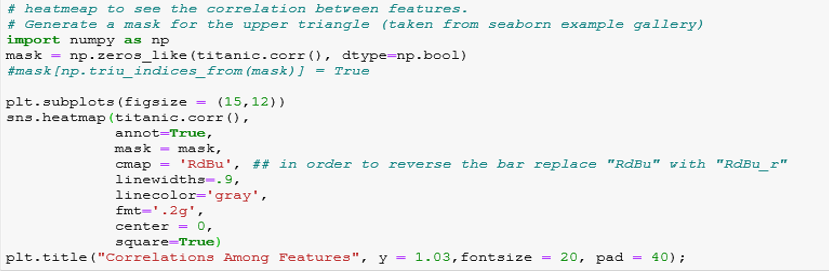 # heatmeap to see the correlation between features.
# Generate a mask for the upper triangle (taken from seaborn example gallery)
import numpy as np
mask = np.zeros_like(titanic.corr(), dtype=np.bool)
#mask[np.triu_indices_from(mask)] = True

plt.subplots(figsize = (15,12))
sns.heatmap(titanic.corr(),
            annot=True,
            mask = mask,
            cmap = 'RdBu', ## in order to reverse the bar replace "RdBu" with "RdBu_r"
            linewidths=.9,
            linecolor='gray',
            fmt='.2g',
            center = 0,
            square=True)
plt.title("Correlations Among Features", y = 1.03,fontsize = 20, pad = 40);